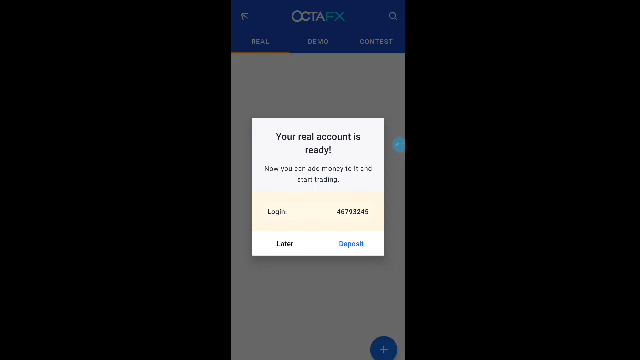 OCTAFX
REAL DEMO CONTEST
Your real account is
ready!
Now you can add money to it and
start trading.
Login: 46793245
Later Deposit